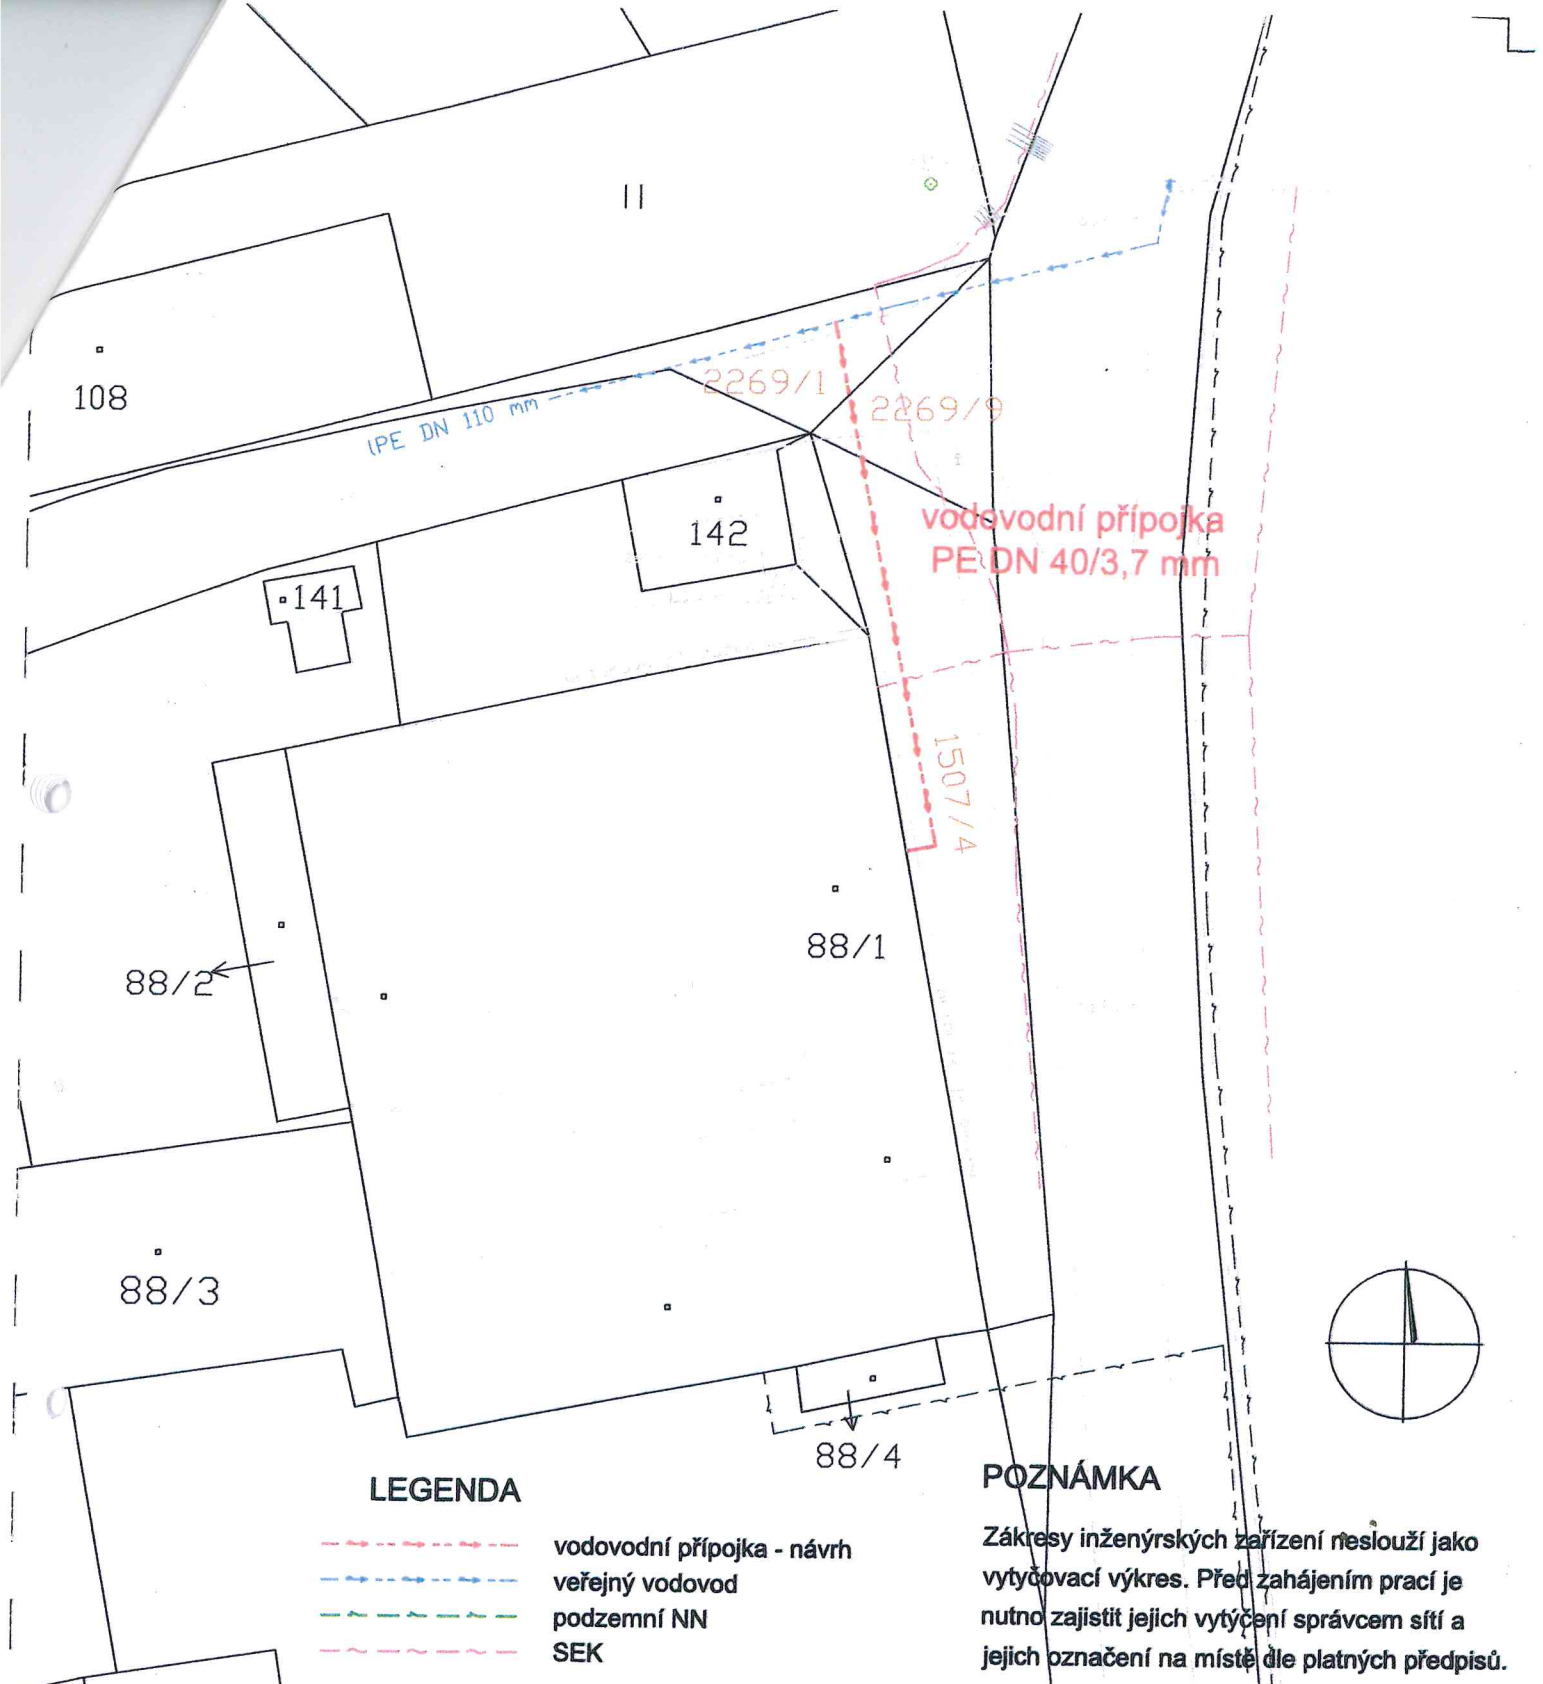 108
IPE DN 110 mm
2269/1
2269/9
142
141
vodovodní přípojka
PE DN 40/3,7 mm
1507/4
88/1
88/2
88/3
88/4
LEGENDA
vodovodní přípojka - návrh
veřejný vodovod
podzemní NN
SEK
POZNÁMKA
Zákresy inženýrských zařízení neslouží jako
vytyčovací výkres. Před zahájením prací je
nutno zajistit jejich vytýčení správcem sítí a
jejich označení na místě dle platných předpisů.